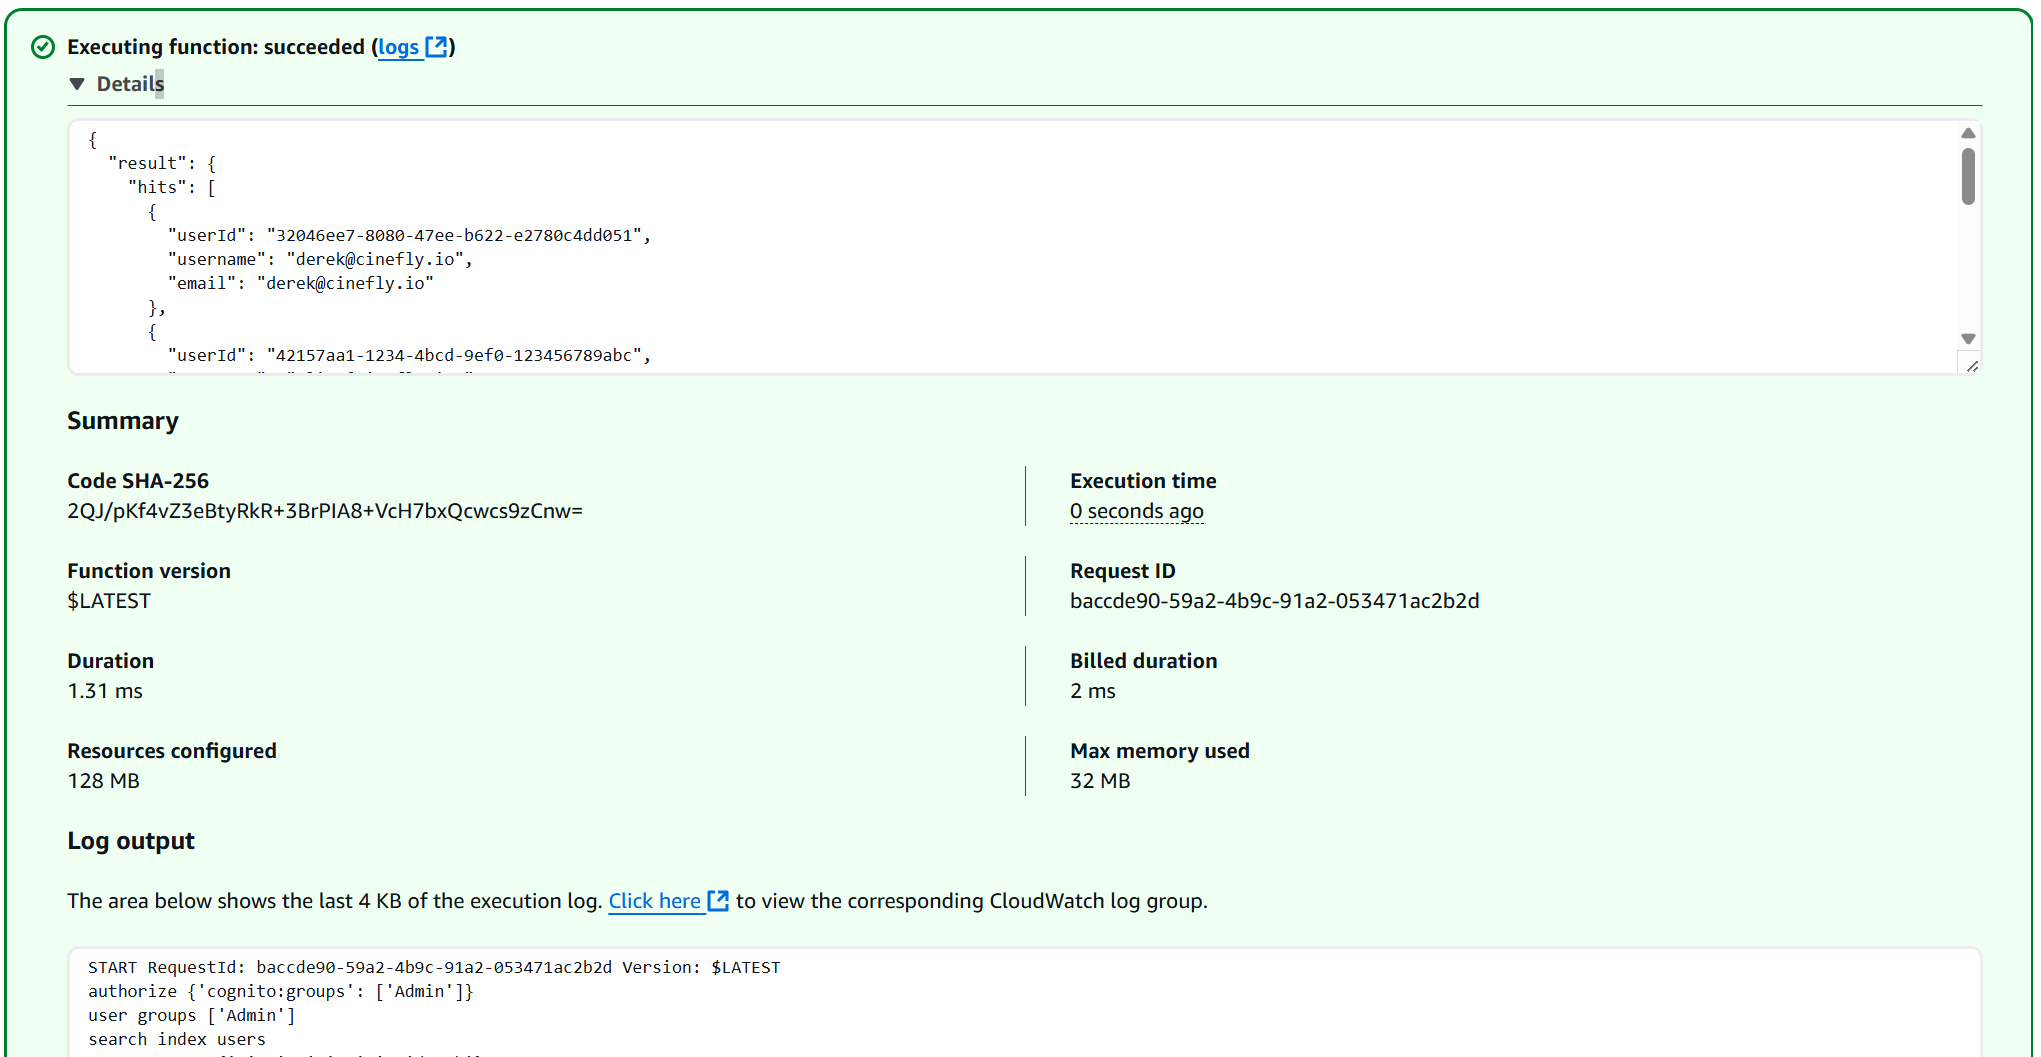 Executing function: succeeded (logs)
Details
{
"result": {
"hits": [
{
"userId": "32046ee7-8080-47ee-b622-e2780c4dd051",
"username": "derek@cinefly.io",
"email": "derek@cinefly.io"
},
{
"userId": "42157aa1-1234-4bcd-9ef0-123456789abc",
Summary
Code SHA-256
2QJ/pKf4vZ3eBtyRkR+3BrPIA8+VcH7bxQcwcs9zCnw=
Execution time
0 seconds ago
Function version
$LATEST
Request ID
baccde90-59a2-4b9c-91a2-053471ac2b2d
Duration
1.31 ms
Billed duration
2 ms
Resources configured
128 MB
Max memory used
32 MB
Log output
The area below shows the last 4 KB of the execution log. Click here to view the corresponding CloudWatch log group.
START RequestId: baccde90-59a2-4b9c-91a2-053471ac2b2d Version: $LATEST
authorize {'cognito:groups': ['Admin']}
user groups ['Admin']
search index users